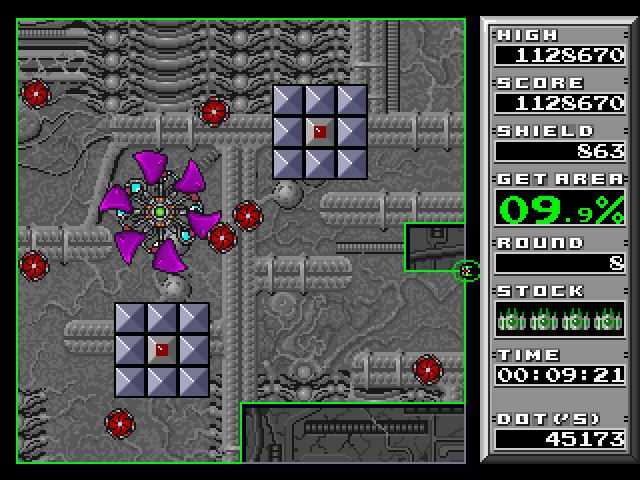 HIGH
1128670
SCORE
1128670
SHIELD
863
GET AREA
09.9%
ROUND
8
STOCK
TIME
00:09:21
DOT('S)
45173